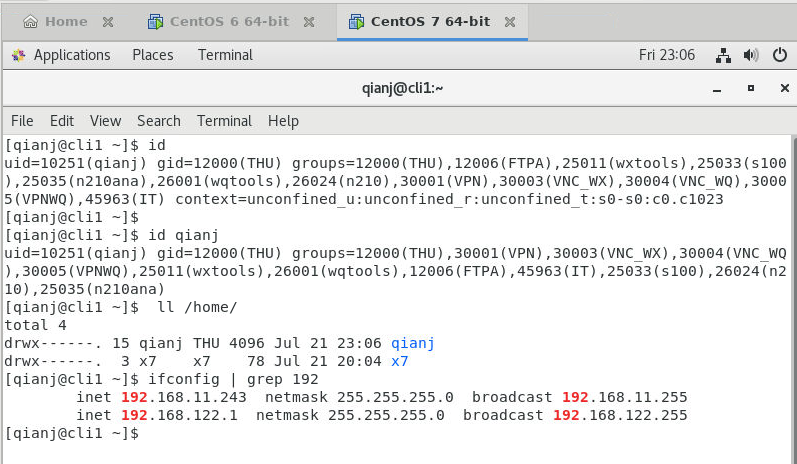 Home CentOS 6 64-bit CentOS 7 64-bit
Applications Places Terminal Fri 23:06
qianj@cli1:~
File Edit View Search Terminal Help
[qianj@cli1 ~]$ id
uid=10251(qianj) gid=12000(THU) groups=12000(THU),12006(FTPA),25011(wxtools),25033(s100
),25035(n210ana),26001(wqtools),26024(n210),30001(VPN),30003(VNC_WX),30004(VNC_WQ),3000
5(VPNWQ),45963(IT) context=unconfined_u:unconfined_r:unconfined_t:s0-s0:c0.c1023
[qianj@cli1 ~]$
[qianj@cli1 ~]$ id qianj
uid=10251(qianj) gid=12000(THU) groups=12000(THU),30001(VPN),30003(VNC_WX),30004(VNC_WQ
),30005(VPNWQ),25011(wxtools),26001(wqtools),12006(FTPA),45963(IT),25033(s100),26024(n2
10),25035(n210ana)
[qianj@cli1 ~]$  ll /home/
total 4
drwx------. 15 qianj THU 4096 Jul 21 23:06 qianj
drwx------.  3 x7    x7    78 Jul 21 20:04 x7
[qianj@cli1 ~]$ ifconfig | grep 192
        inet 192.168.11.243  netmask 255.255.255.0  broadcast 192.168.11.255
        inet 192.168.122.1  netmask 255.255.255.0  broadcast 192.168.122.255
[qianj@cli1 ~]$